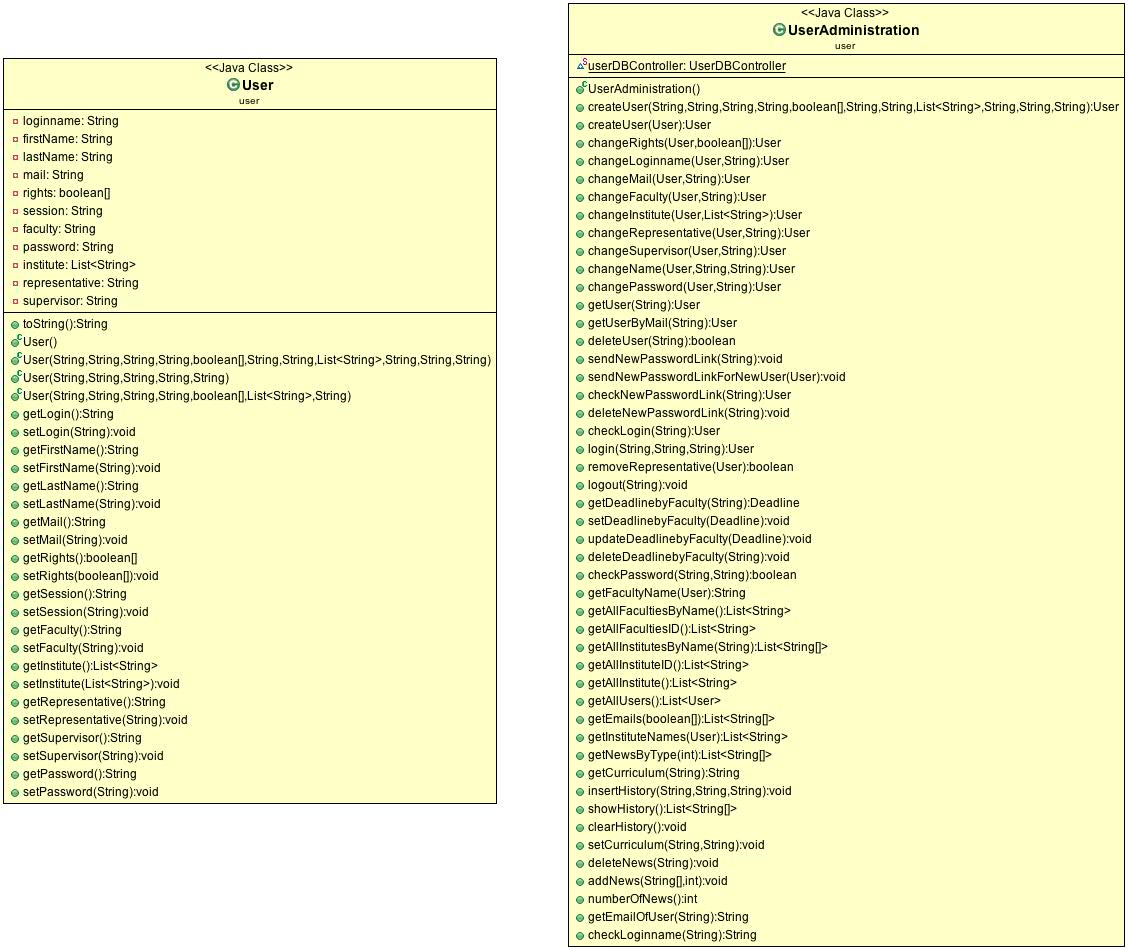 <<Java Class>>
User
user
loginname: String
firstName: String
lastName: String
mail: String
rights: boolean[]
session: String
faculty: String
password: String
institute: List<String>
representative: String
supervisor: String
toString():String
User()
User(String,String,String,String,boolean[],String,String,List<String>,String,String,String)
User(String,String,String,String,String)
User(String,String,String,String,boolean[],List<String>,String)
getLogin():String
setLogin(String):void
getFirstName():String
setFirstName(String):void
getLastName():String
setLastName(String):void
getMail():String
setMail(String):void
getRights():boolean[]
setRights(boolean[]):void
getSession():String
setSession(String):void
getFaculty():String
setFaculty(String):void
getInstitute():List<String>
setInstitute(List<String>):void
getRepresentative():String
setRepresentative(String):void
getSupervisor():String
setSupervisor(String):void
getPassword():String
setPassword(String):void
<<Java Class>>
UserAdministration
user
userDBController: UserDBController
UserAdministration()
createUser(String,String,String,String,boolean[],String,String,List<String>,String,String,String):User
createUser(User):User
changeRights(User,boolean[]):User
changeLoginname(User,String):User
changeMail(User,String):User
changeFaculty(User,String):User
changeInstitute(User,List<String>):User
changeRepresentative(User,String):User
changeSupervisor(User,String):User
changeName(User,String,String):User
changePassword(User,String):User
getUser(String):User
getUserByMail(String):User
deleteUser(String):boolean
sendNewPasswordLink(String):void
sendNewPasswordLinkForNewUser(User):void
checkNewPasswordLink(String):User
deleteNewPasswordLink(String):void
checkLogin(String):User
login(String,String,String):User
removeRepresentative(User):boolean
logout(String):void
getDeadlinebyFaculty(String):Deadline
setDeadlinebyFaculty(Deadline):void
updateDeadlinebyFaculty(Deadline):void
deleteDeadlinebyFaculty(String):void
checkPassword(String,String):boolean
getFacultyName(User):String
getAllFacultiesByName():List<String>
getAllFacultiesID():List<String>
getAllInstitutesByName(String):List<String[]>
getAllInstituteID():List<String>
getAllInstitute():List<String>
getAllUsers():List<User>
getEmails(boolean[]):List<String[]>
getInstituteNames(User):List<String>
getNewsByType(int):List<String[]>
getCurriculum(String):String
insertHistory(String,String,String):void
showHistory():List<String[]>
clearHistory():void
setCurriculum(String,String):void
deleteNews(String):void
addNews(String[],int):void
numberOfNews():int
getEmailOfUser(String):String
checkLoginname(String):String